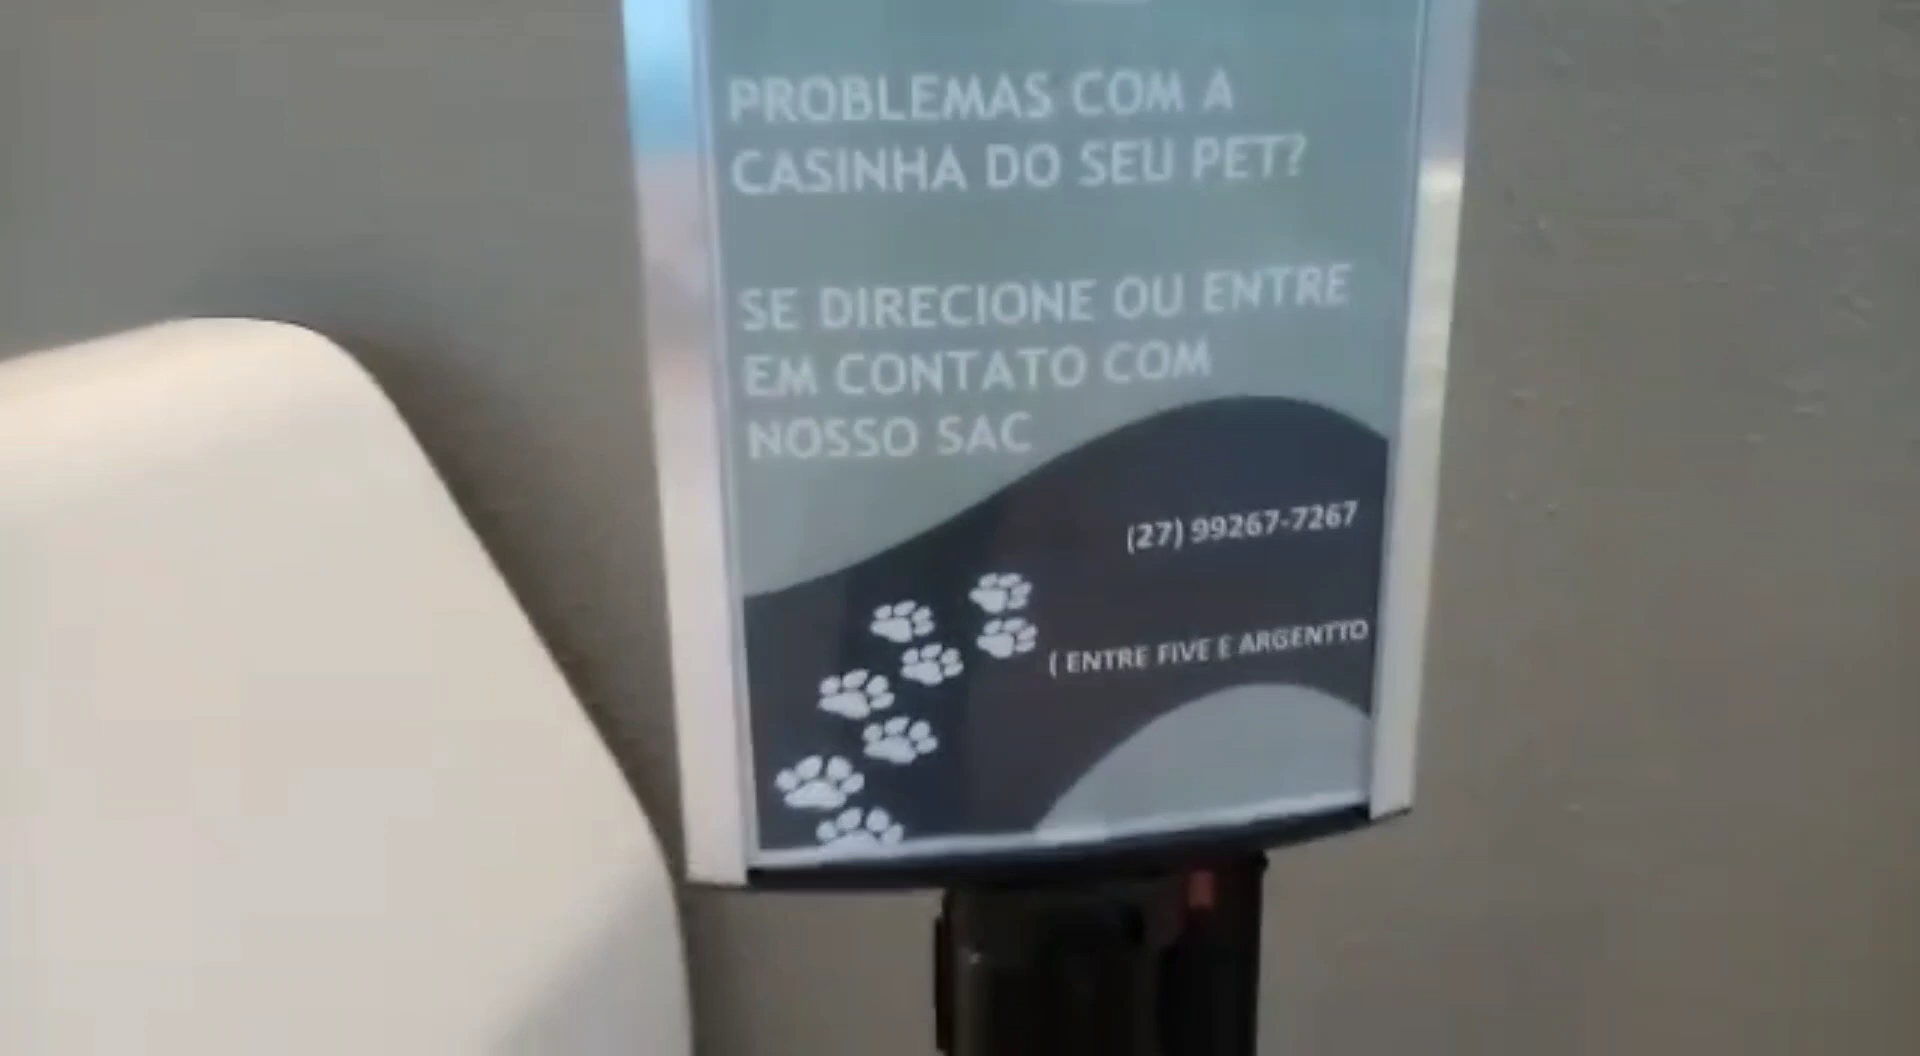 PROBLEMAS COM A
CASINHA DO SEU PET?
SE DIRECIONE OU ENTRE
EM CONTATO COM
NOSSO SAC
(27) 99267-7267
( ENTRE FIVE E ARGENTTO